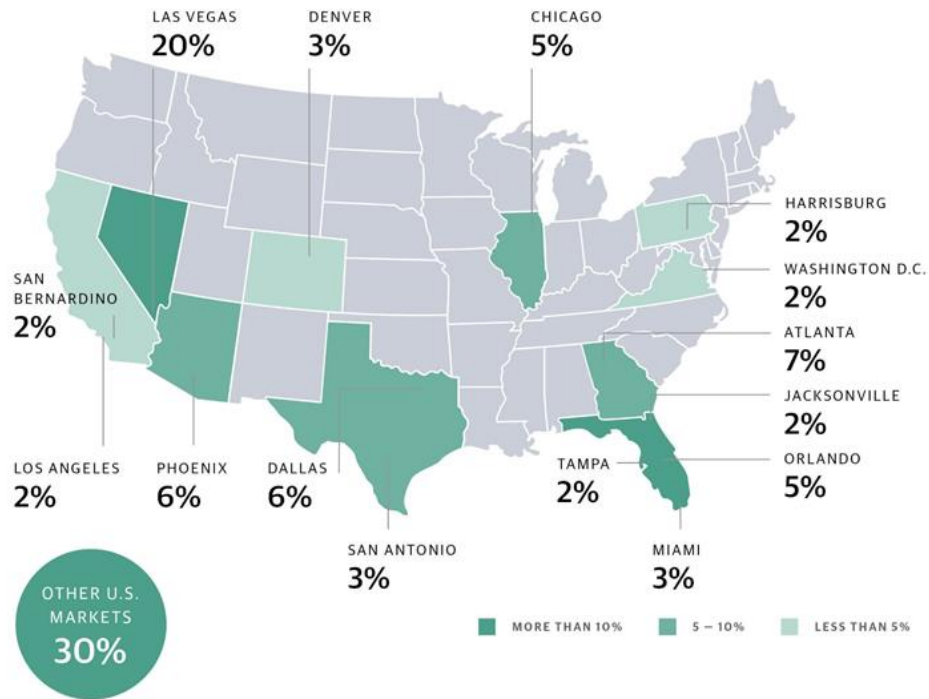 LAS VEGAS
20%
DENVER
3%
CHICAGO
5%
HARRISBURG
2%
WASHINGTON D.C.
2%
ATLANTA
7%
JACKSONVILLE
2%
ORLANDO
5%
SAN
BERNARDINO
2%
LOS ANGELES
2%
PHOENIX
6%
DALLAS
6%
TAMPA
2%
SAN ANTONIO
3%
MIAMI
3%
OTHER U.S.
MARKETS
30%
MORE THAN 10%
5 – 10%
LESS THAN 5%